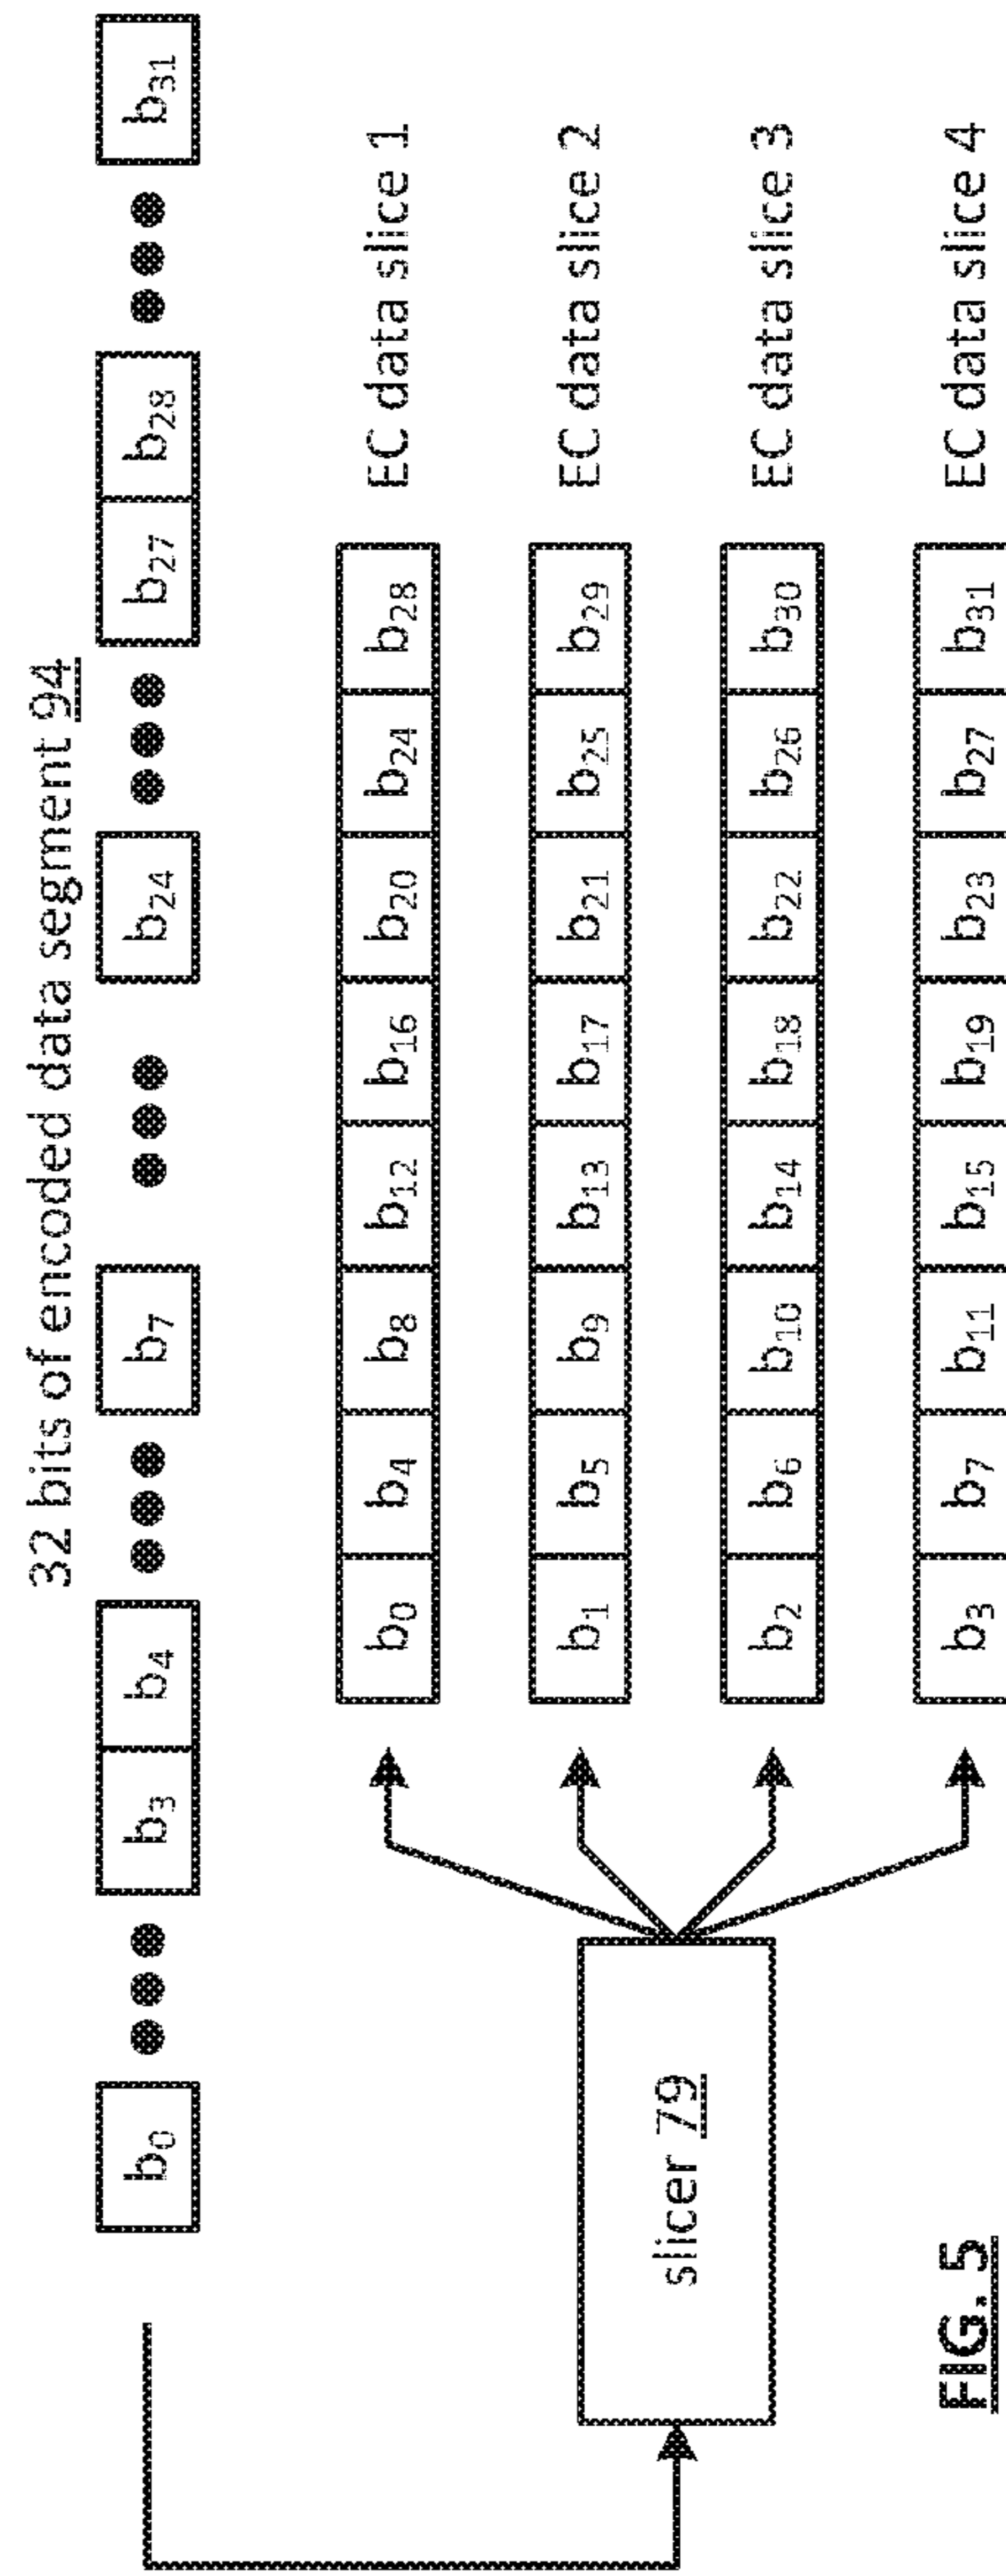 32 bits of encoded data segment 94
b0 b3 b4 b7 b24 b27 b28 b31
b0 b4 b8 b12 b16 b20 b24 b28 EC data slice 1
b1 b5 b9 b13 b17 b21 b25 b29 EC data slice 2
slicer 79
b2 b6 b10 b14 b18 b22 b26 b30 EC data slice 3
b3 b7 b11 b15 b19 b23 b27 b31 EC data slice 4
FIG. 5